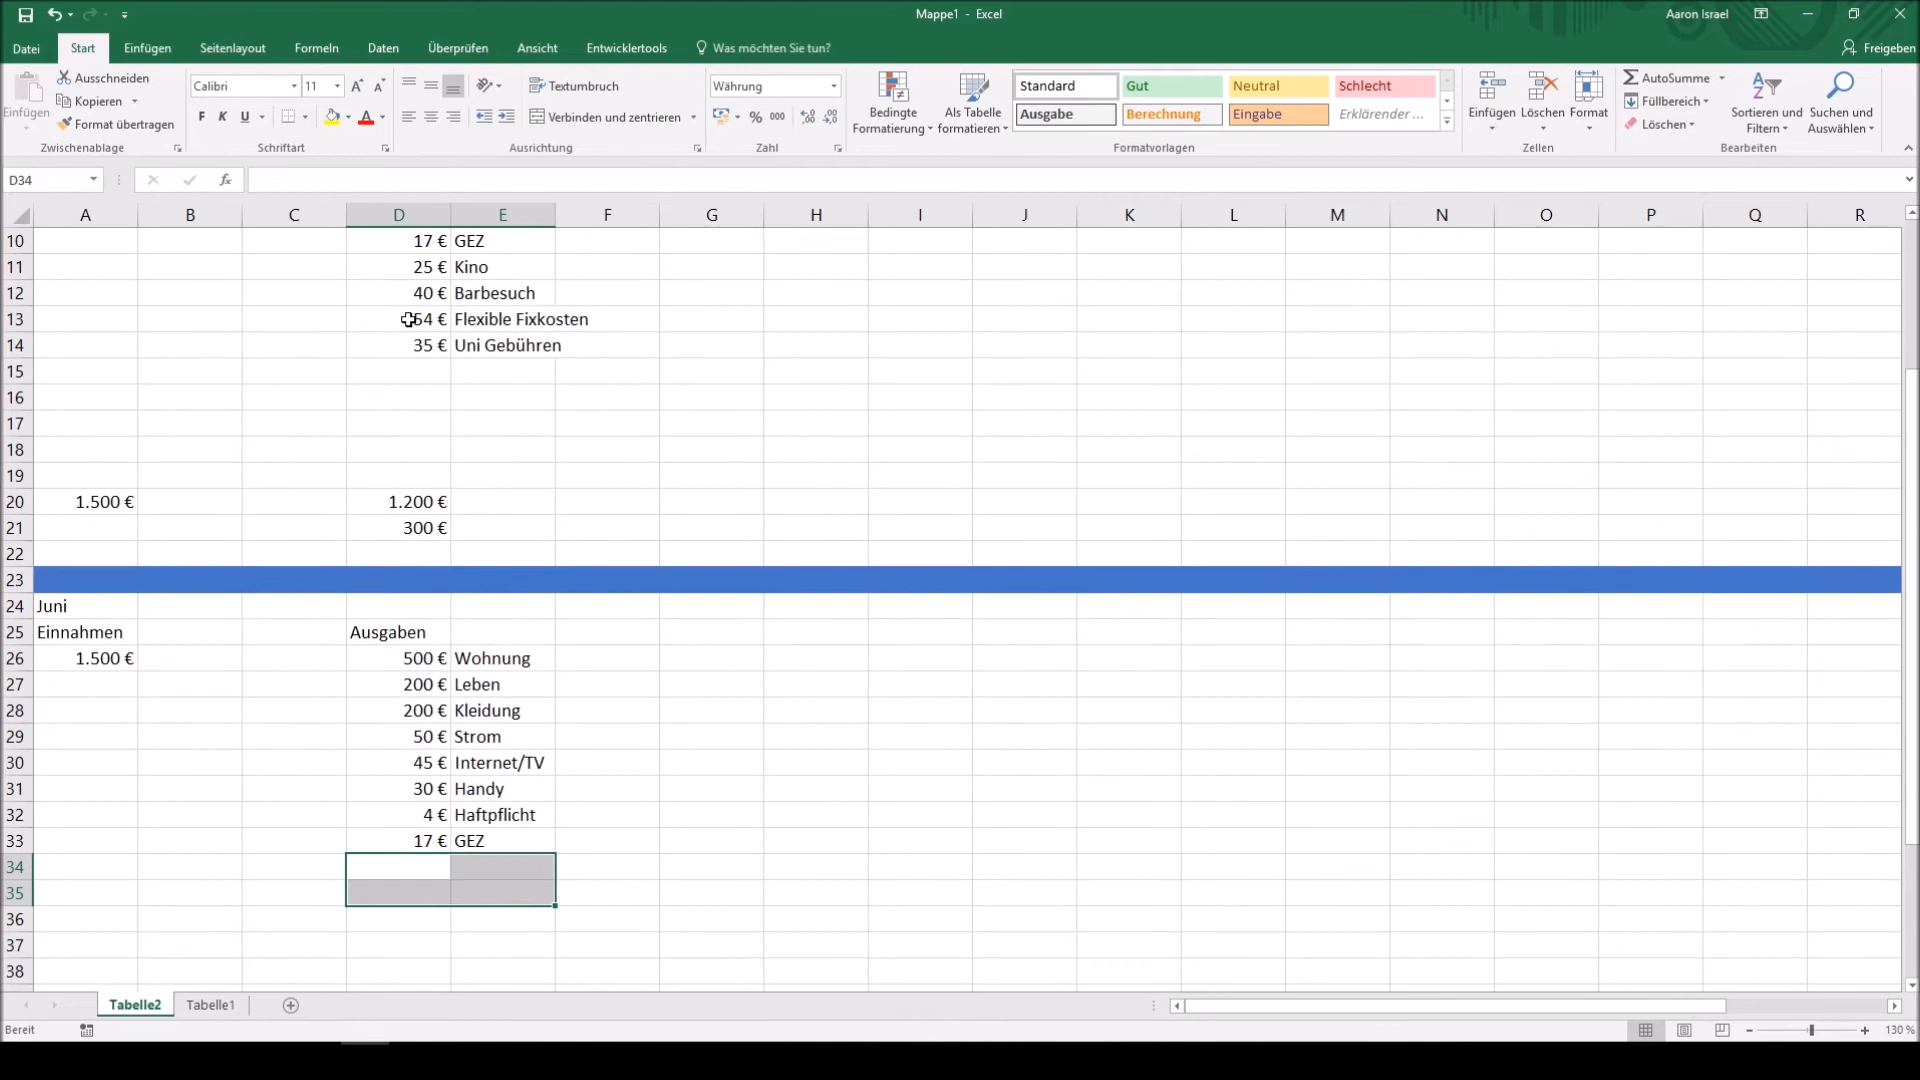 Mappe1 - Excel
Aaron Israel
Datei Start Einfügen Seitenlayout Formeln Daten Überprüfen Ansicht Entwicklertools Was möchten Sie tun? Freigeben
Einfügen
Ausschneiden
Kopieren
Format übertragen
Zwischenablage
Calibri 11
F K U
Schriftart
Textumbruch
Verbinden und zentrieren
Ausrichtung
Währung
% 000
Zahl
Bedingte Formatierung
Als Tabelle formatieren
Standard Gut Neutral Schlecht
Ausgabe Berechnung Eingabe Erklärender ...
Formatvorlagen
Einfügen Löschen Format
Zellen
AutoSumme
Füllbereich
Löschen
Sortieren und Filtern
Suchen und Auswählen
Bearbeiten
D34 fx
A B C D E F G H I J K L M N O P Q R
10 17 € GEZ
11 25 € Kino
12 40 € Barbesuch
13 54 € Flexible Fixkosten
14 35 € Uni Gebühren
15
16
17
18
19
20 1.500 € 1.200 €
21 300 €
22
23
24 Juni
25 Einnahmen Ausgaben
26 1.500 € 500 € Wohnung
27 200 € Leben
28 200 € Kleidung
29 50 € Strom
30 45 € Internet/TV
31 30 € Handy
32 4 € Haftpflicht
33 17 € GEZ
34
35
36
37
38
Tabelle2 Tabelle1
Bereit
130 %